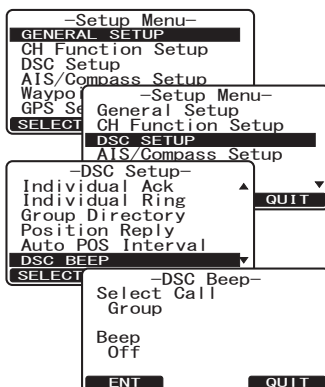 —Setup Menu—
GENERAL SETUP
CH Function Setup
DSC Setup
AIS/Compass Setup
GPS
SELECT
—Setup Menu—
General Setup
CH Function Setup
DSC SETUP
AIS/Compass Setup
QUIT
—DSC Setup—
Individual Ack
Individual Ring
Group Directory
Position Reply
Auto POS Interval
DSC BEEP
SELECT
—DSC Beep—
Select Call
Group
Beep
Off
ENT QUIT